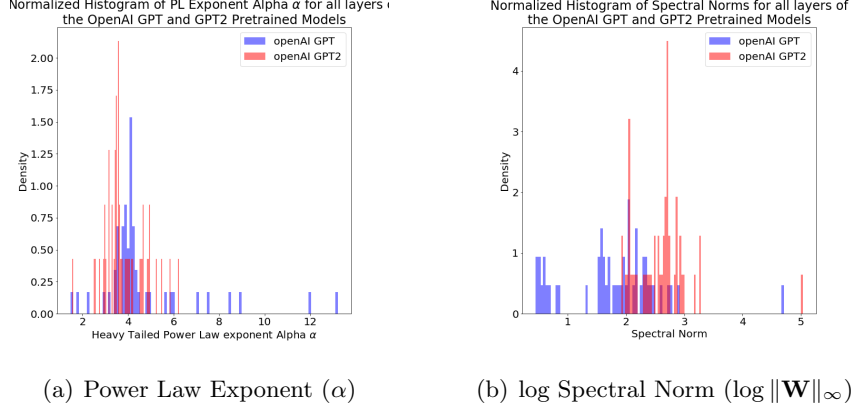 Normalized Histogram of PL Exponent Alpha α for all layers
the OpenAI GPT and GPT2 Pretrained Models
openAI GPT
openAI GPT2
2.00
1.75
1.50
1.25
1.00
0.75
0.50
0.25
0.00
Density
2 4 6 8 10 12
Heavy Tailed Power Law exponent Alpha α
(a) Power Law Exponent (α)
Normalized Histogram of Spectral Norms for all layers of
the OpenAI GPT and GPT2 Pretrained Models
openAI GPT
openAI GPT2
4
3
2
1
0
Density
1 2 3 4 5
Spectral Norm
(b) log Spectral Norm (log ‖W‖∞)